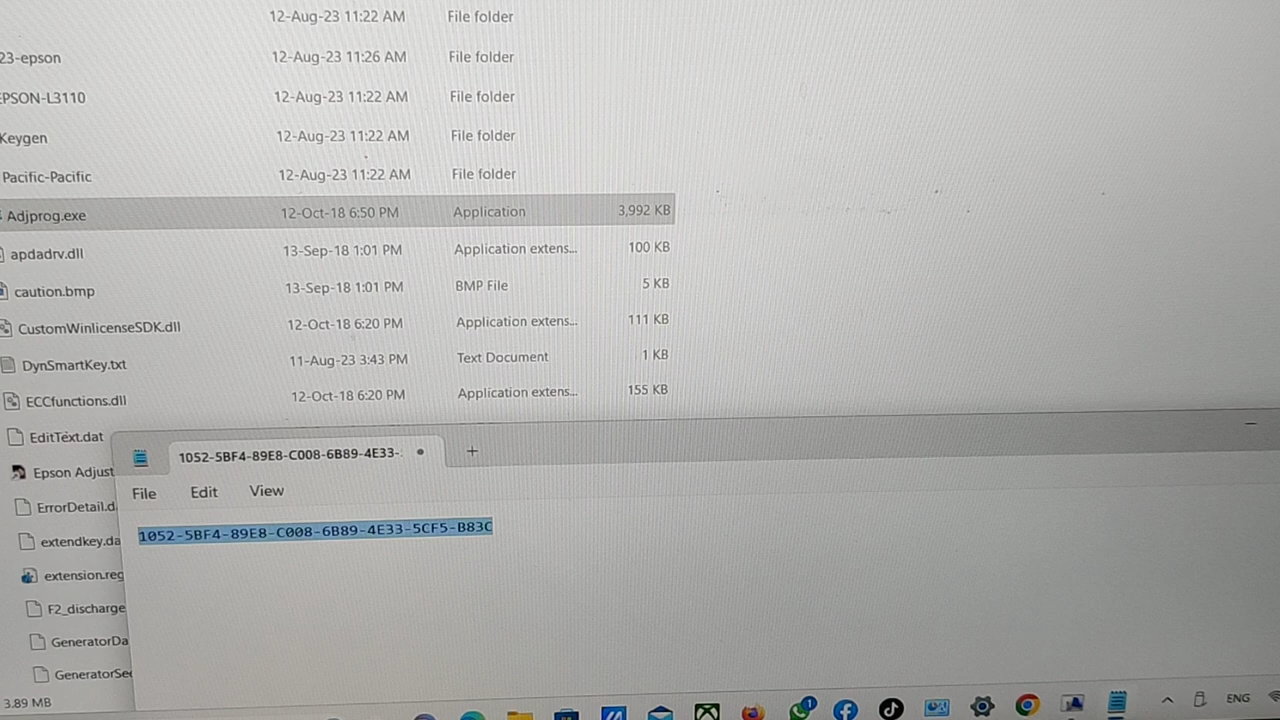 12-Aug-23 11:22 AM File folder
23-epson 12-Aug-23 11:26 AM File folder
EPSON-L3110 12-Aug-23 11:22 AM File folder
Keygen 12-Aug-23 11:22 AM File folder
Pacific-Pacific 12-Aug-23 11:22 AM File folder
Adjprog.exe 12-Oct-18 6:50 PM Application 3,992 KB
apdadrv.dll 13-Sep-18 1:01 PM Application extens... 100 KB
caution.bmp 13-Sep-18 1:01 PM BMP File 5 KB
CustomWinlicenseSDK.dll 12-Oct-18 6:20 PM Application extens... 111 KB
DynSmartKey.txt 11-Aug-23 3:43 PM Text Document 1 KB
ECCfunctions.dll 12-Oct-18 6:20 PM Application extens... 155 KB
EditText.dat
Epson Adjust
ErrorDetail.d
extendkey.da
extension.reg
F2_discharge
GeneratorDa
GeneratorSe
3.89 MB
1052-5BF4-89E8-C008-6B89-4E33-
File Edit View
1052-5BF4-89E8-C008-6B89-4E33-5CF5-B83C
1
ENG